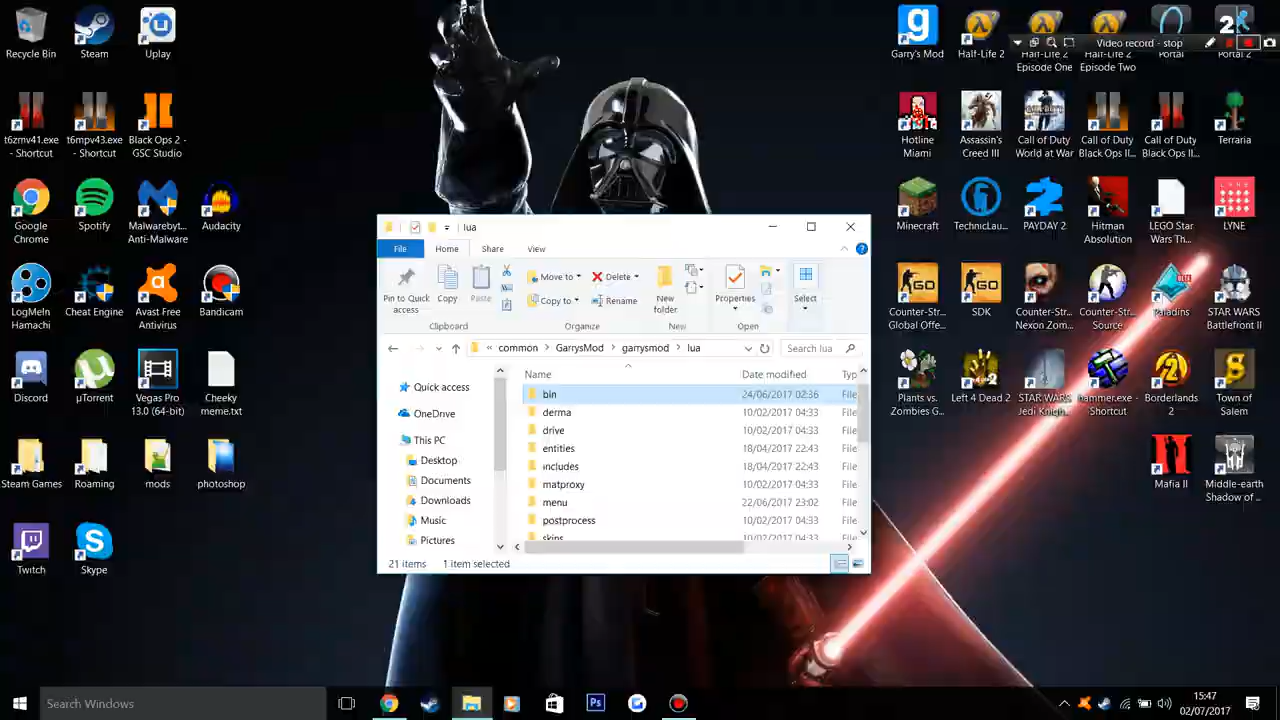 Recycle Bin
Steam
Uplay
Garry's Mod
Half-Life 2
Half-Life 2 Episode One
Half-Life 2 Episode Two
Portal
Portal 2
Video record - stop
t6zmv41.exe - Shortcut
t6mpv43.exe - Shortcut
Black Ops 2 - GSC Studio
Hotline Miami
Assassin's Creed III
Call of Duty World at War
Call of Duty Black Ops II...
Call of Duty Black Ops II...
Terraria
Google Chrome
Spotify
Malwarebyt... Anti-Malware
Audacity
Minecraft
TechnicLau...
PAYDAY 2
Hitman Absolution
LEGO Star Wars Th...
LYNE
lua
File
Home
Share
View
Pin to Quick access
Copy
Paste
Move to
Copy to
Delete
Rename
New folder
Properties
Select
Clipboard
Organize
New
Open
« common > GarrysMod > garrysmod > lua
Search lua
LogMeIn Hamachi
Cheat Engine
Avast Free Antivirus
Bandicam
Counter-Str... Global Offe...
SDK
Counter-Str... Nexon Zom...
Counter-Str... Source
Paladins
STAR WARS Battlefront II
Discord
µTorrent
Vegas Pro 13.0 (64-bit)
Cheeky meme.txt
Plants vs. Zombies G...
Left 4 Dead 2
STAR WARS Jedi Knigh...
hammer.exe - Shortcut
Borderlands 2
Town of Salem
Steam Games
Roaming
mods
photoshop
Mafia II
Middle-earth Shadow of ...
Twitch
Skype
Quick access
OneDrive
This PC
Desktop
Documents
Downloads
Music
Pictures
Name Date modified Typ
bin 24/06/2017 02:36 File
derma 10/02/2017 04:33 File
drive 10/02/2017 04:33 File
entities 18/04/2017 22:43 File
includes 18/04/2017 22:43 File
matproxy 10/02/2017 04:33 File
menu 22/06/2017 23:02 File
postprocess 10/02/2017 04:33 File
skins
21 items 1 item selected
Search Windows
15:47
02/07/2017